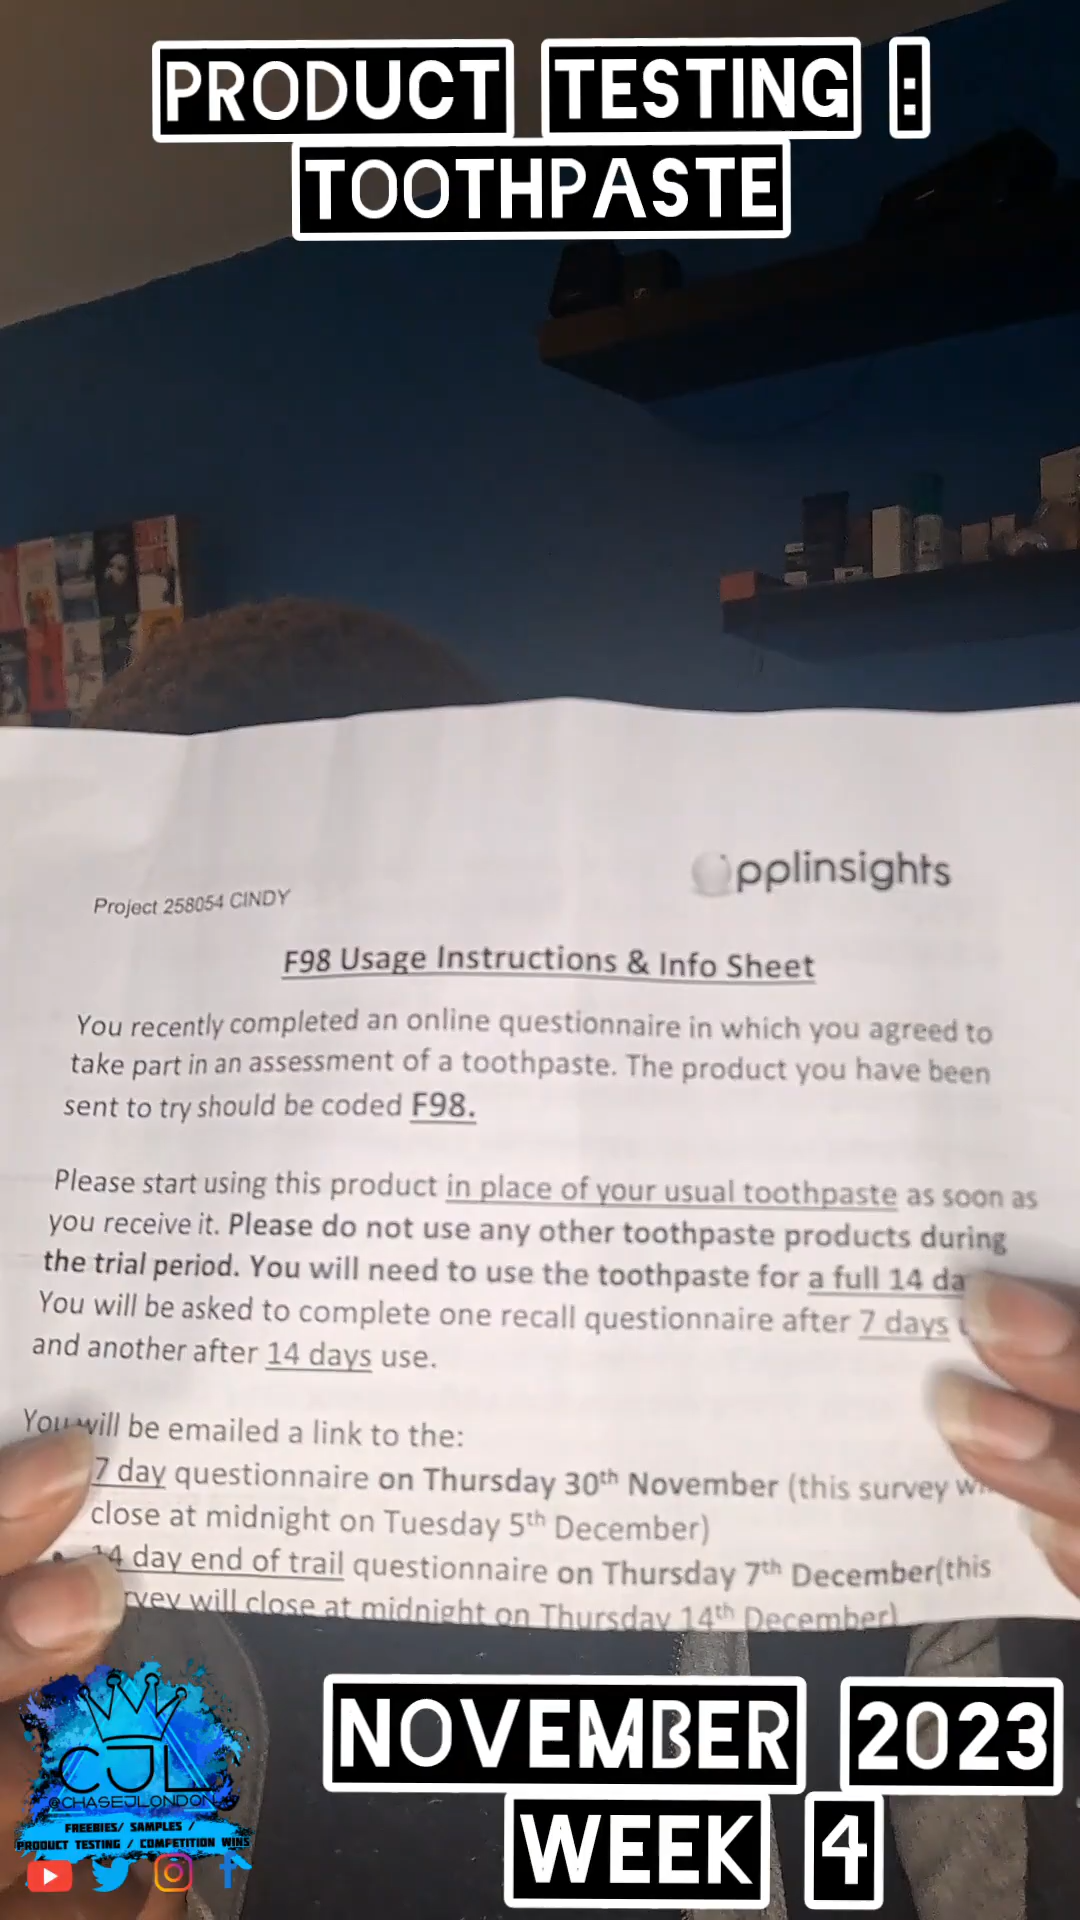 PRODUCT TESTING :
TOOTHPASTE
pplinsights
Project 258054 CINDY
F98 Usage Instructions & Info Sheet
You recently completed an online questionnaire in which you agreed to
take part in an assessment of a toothpaste. The product you have been
sent to try should be coded F98.
Please start using this product in place of your usual toothpaste as soon as
you receive it. Please do not use any other toothpaste products during
the trial period. You will need to use the toothpaste for a full 14 da
You will be asked to complete one recall questionnaire after 7 days
and another after 14 days use.
You will be emailed a link to the:
7 day questionnaire on Thursday 30th November (this survey
close at midnight on Tuesday 5th December)
14 day end of trail questionnaire on Thursday 7th December(this
rvey will close at midnight on Thursday 14th December)
CJL
@CHASEJLONDON
FREEBIES/ SAMPLES /
PRODUCT TESTING / COMPETITION WINS
NOVEMBER 2023
WEEK 4